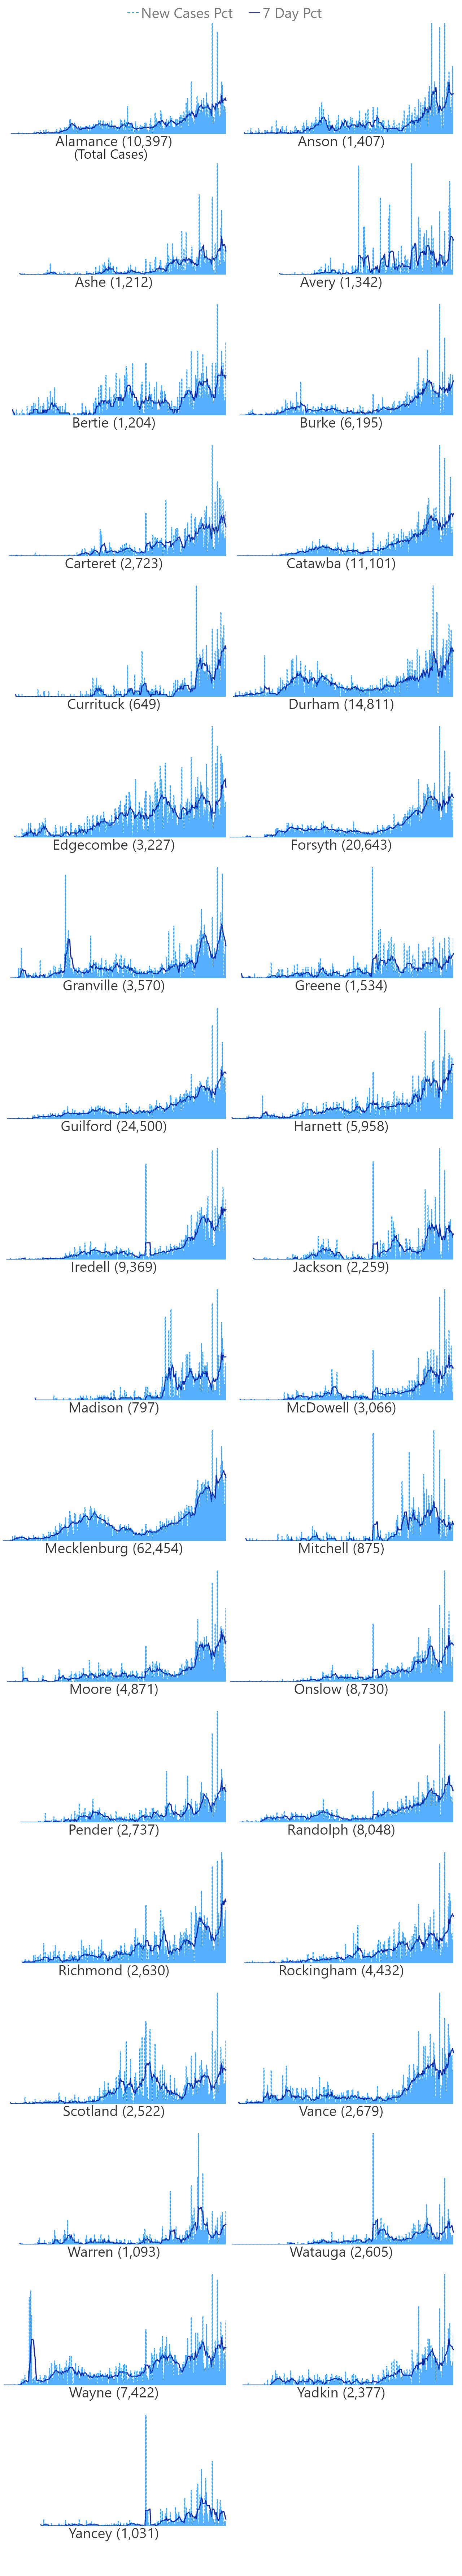 New Cases Pct 7 Day Pct
Alamance (10,397) Anson (1,407)
(Total Cases)
Ashe (1,212) Avery (1,342)
Bertie (1,204) Burke (6,195)
Carteret (2,723) Catawba (11,101)
Currituck (649) Durham (14,811)
Edgecombe (3,227) Forsyth (20,643)
Granville (3,570) Greene (1,534)
Guilford (24,500) Harnett (5,958)
Iredell (9,369) Jackson (2,259)
Madison (797) McDowell (3,066)
Mecklenburg (62,454) Mitchell (875)
Moore (4,871) Onslow (8,730)
Pender (2,737) Randolph (8,048)
Richmond (2,630) Rockingham (4,432)
Scotland (2,522) Vance (2,679)
Warren (1,093) Watauga (2,605)
Wayne (7,422) Yadkin (2,377)
Yancey (1,031)